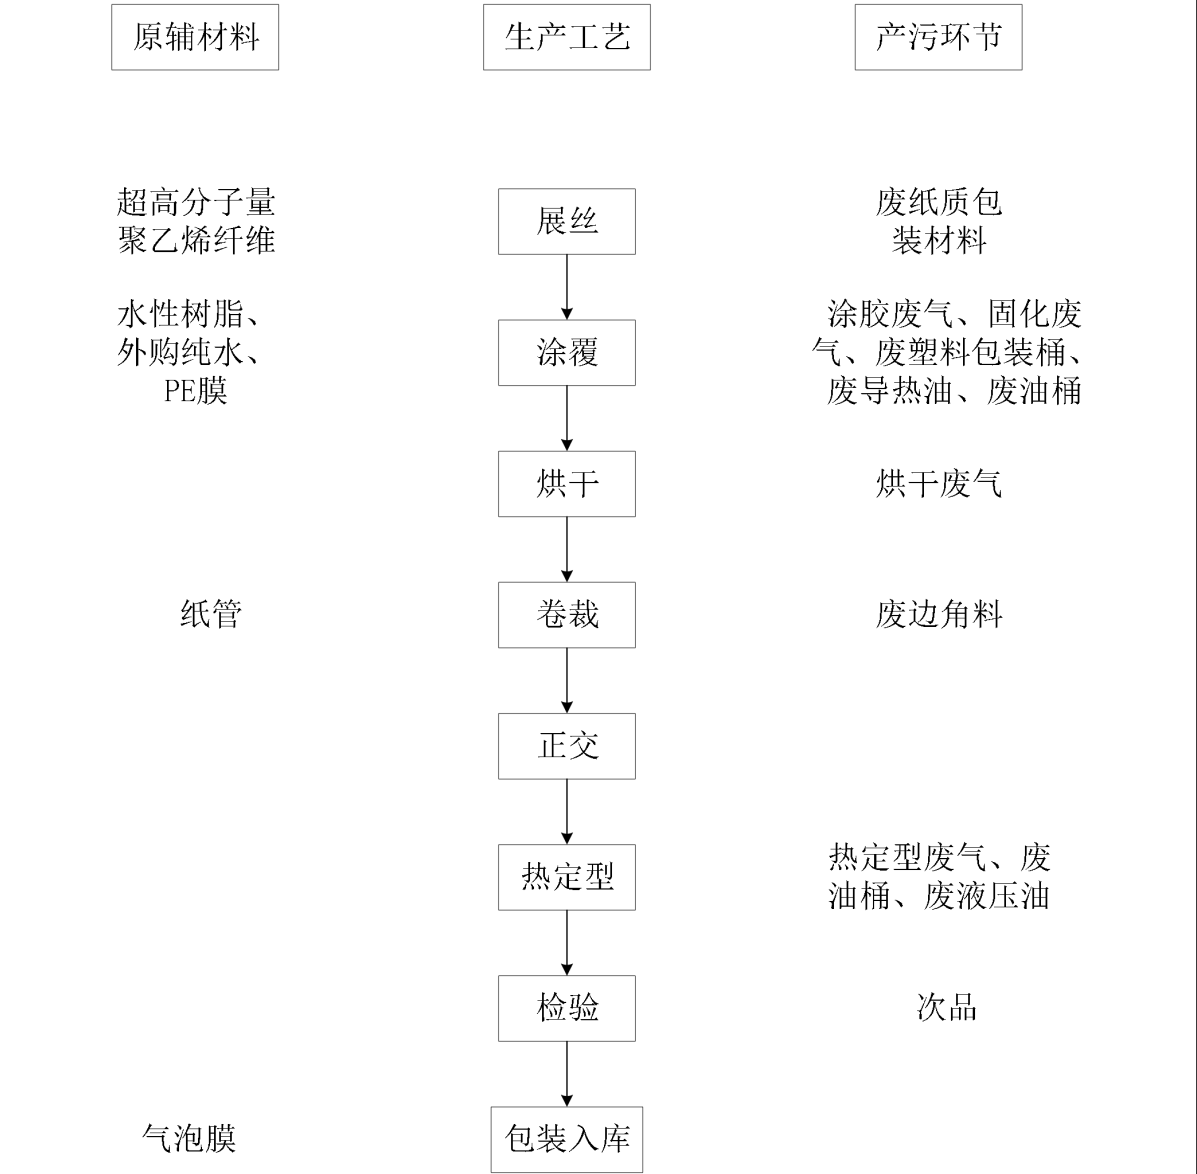 原辅材料
生产工艺
产污环节
超高分子量
聚乙烯纤维
展丝
废纸质包
装材料
水性树脂、
外购纯水、
PE膜
涂覆
涂胶废气、固化废
气、废塑料包装桶、
废导热油、废油桶
烘干
烘干废气
纸管
卷裁
废边角料
正交
热定型
热定型废气、废
油桶、废液压油
检验
次品
气泡膜
包装入库